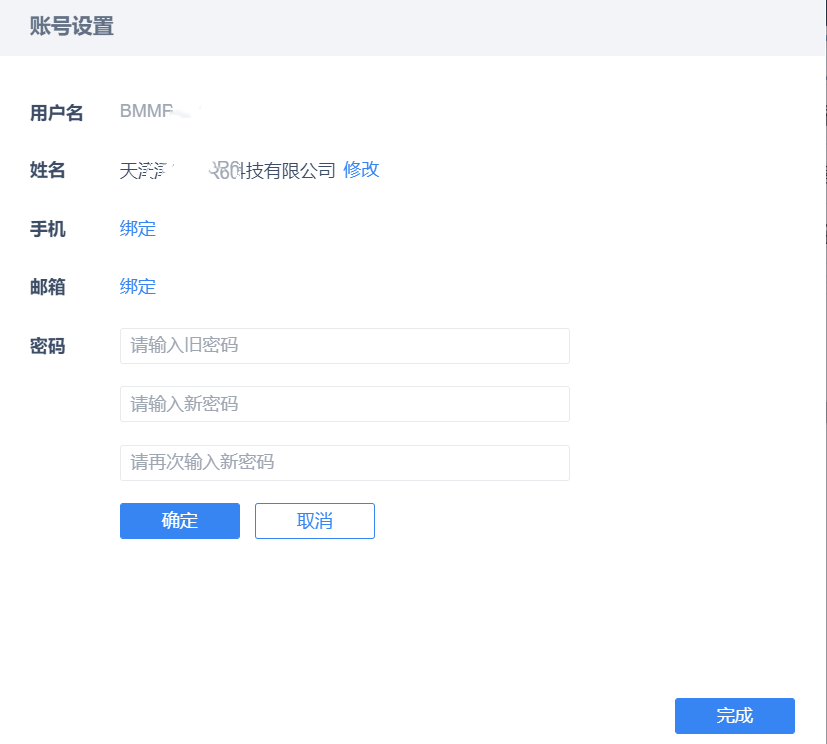 账号设置
用户名 BMMP
姓名 天 科技有限公司 修改
手机 绑定
邮箱 绑定
密码 请输入旧密码
请输入新密码
请再次输入新密码
确定 取消
完成